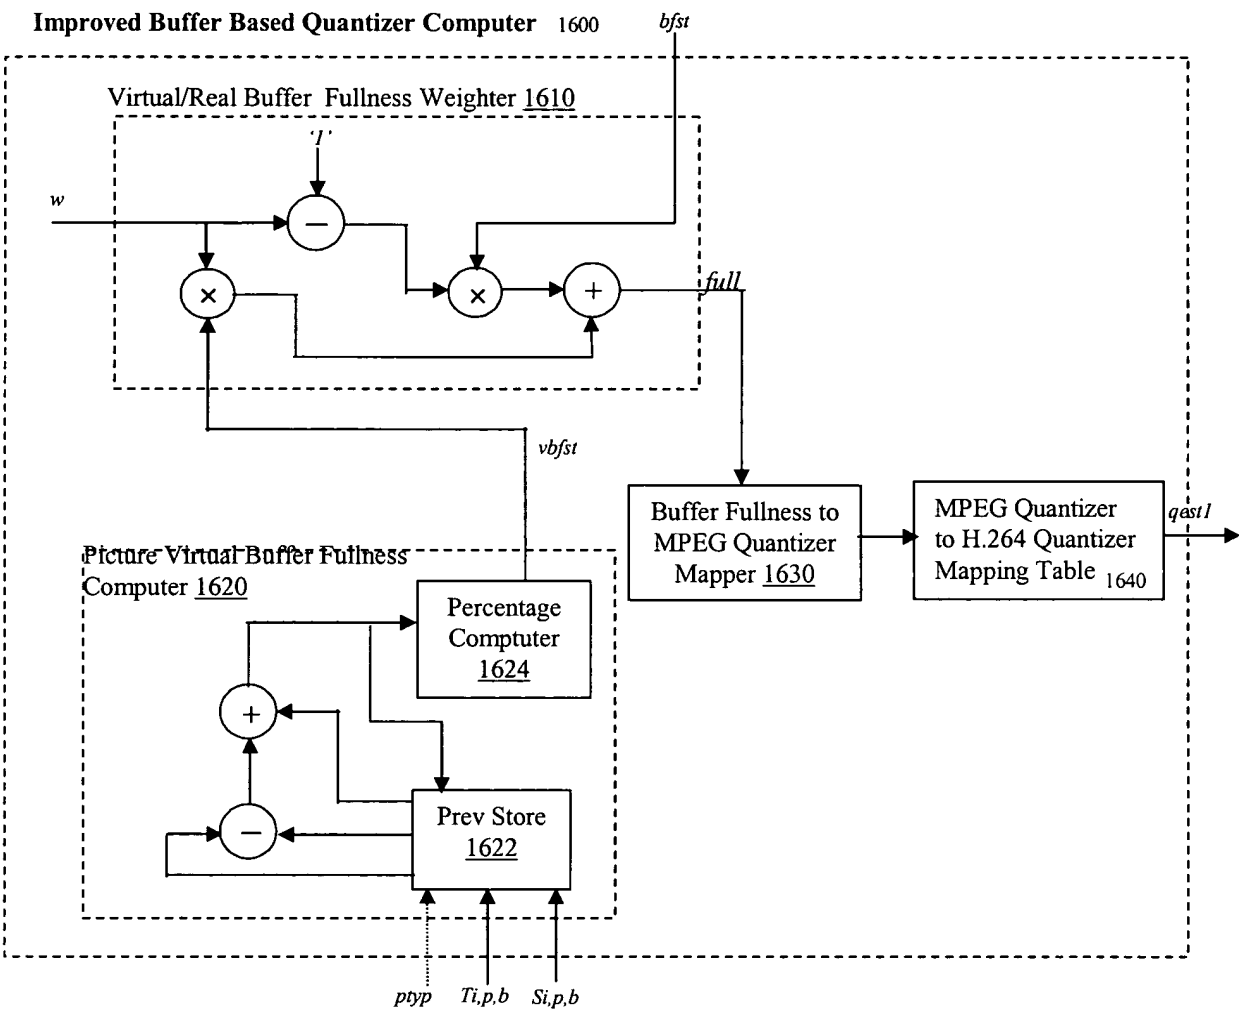 Improved Buffer Based Quantizer Computer 1600
bfst
Virtual/Real Buffer Fullness Weighter 1610
'1'
w
−
×
×
+
full
vbfst
Buffer Fullness to
MPEG Quantizer
Mapper 1630
MPEG Quantizer
to H.264 Quantizer
Mapping Table 1640
qest1
Picture Virtual Buffer Fullness
Computer 1620
Percentage
Comptuter
1624
+
−
Prev Store
1622
ptyp
Ti,p,b
Si,p,b